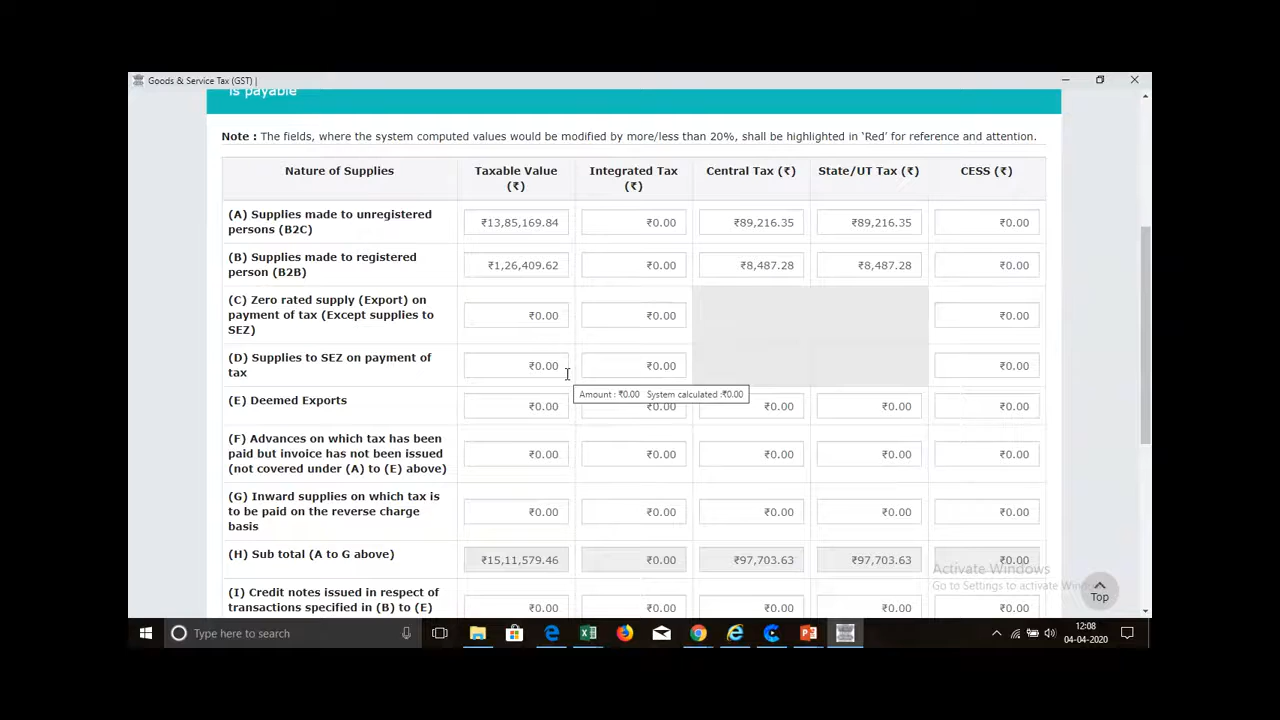 Goods & Service Tax (GST) |
is payable
Note : The fields, where the system computed values would be modified by more/less than 20%, shall be highlighted in 'Red' for reference and attention.
Nature of Supplies
Taxable Value (₹)
Integrated Tax (₹)
Central Tax (₹)
State/UT Tax (₹)
CESS (₹)
(A) Supplies made to unregistered
persons (B2C)
₹13,85,169.84 ₹0.00 ₹89,216.35 ₹89,216.35 ₹0.00
(B) Supplies made to registered
person (B2B)
₹1,26,409.62 ₹0.00 ₹8,487.28 ₹8,487.28 ₹0.00
(C) Zero rated supply (Export) on
payment of tax (Except supplies to
SEZ)
₹0.00 ₹0.00 ₹0.00
(D) Supplies to SEZ on payment of
tax
₹0.00 ₹0.00 ₹0.00
Amount : ₹0.00 System calculated :₹0.00
(E) Deemed Exports
₹0.00 ₹0.00 ₹0.00 ₹0.00 ₹0.00
(F) Advances on which tax has been
paid but invoice has not been issued
(not covered under (A) to (E) above)
₹0.00 ₹0.00 ₹0.00 ₹0.00 ₹0.00
(G) Inward supplies on which tax is
to be paid on the reverse charge
basis
₹0.00 ₹0.00 ₹0.00 ₹0.00 ₹0.00
(H) Sub total (A to G above)
₹15,11,579.46 ₹0.00 ₹97,703.63 ₹97,703.63 ₹0.00
(I) Credit notes issued in respect of
transactions specified in (B) to (E)
₹0.00 ₹0.00 ₹0.00 ₹0.00 ₹0.00
Activate Windows
Go to Settings to activate
Top
Type here to search
12:08
04-04-2020